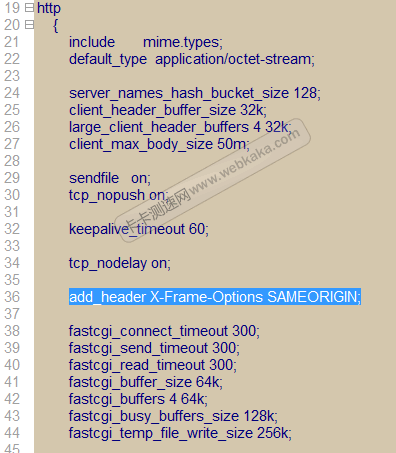 19 http
20 {
21 include mime.types;
22 default_type application/octet-stream;
23
24 server_names_hash_bucket_size 128;
25 client_header_buffer_size 32k;
26 large_client_header_buffers 4 32k;
27 client_max_body_size 50m;
28
29 sendfile on;
30 tcp_nopush on;
31
32 keepalive_timeout 60;
33
34 tcp_nodelay on;
35
36 add_header X-Frame-Options SAMEORIGIN;
37
38 fastcgi_connect_timeout 300;
39 fastcgi_send_timeout 300;
40 fastcgi_read_timeout 300;
41 fastcgi_buffer_size 64k;
42 fastcgi_buffers 4 64k;
43 fastcgi_busy_buffers_size 128k;
44 fastcgi_temp_file_write_size 256k;
卡卡测速网 www.webkaka.com